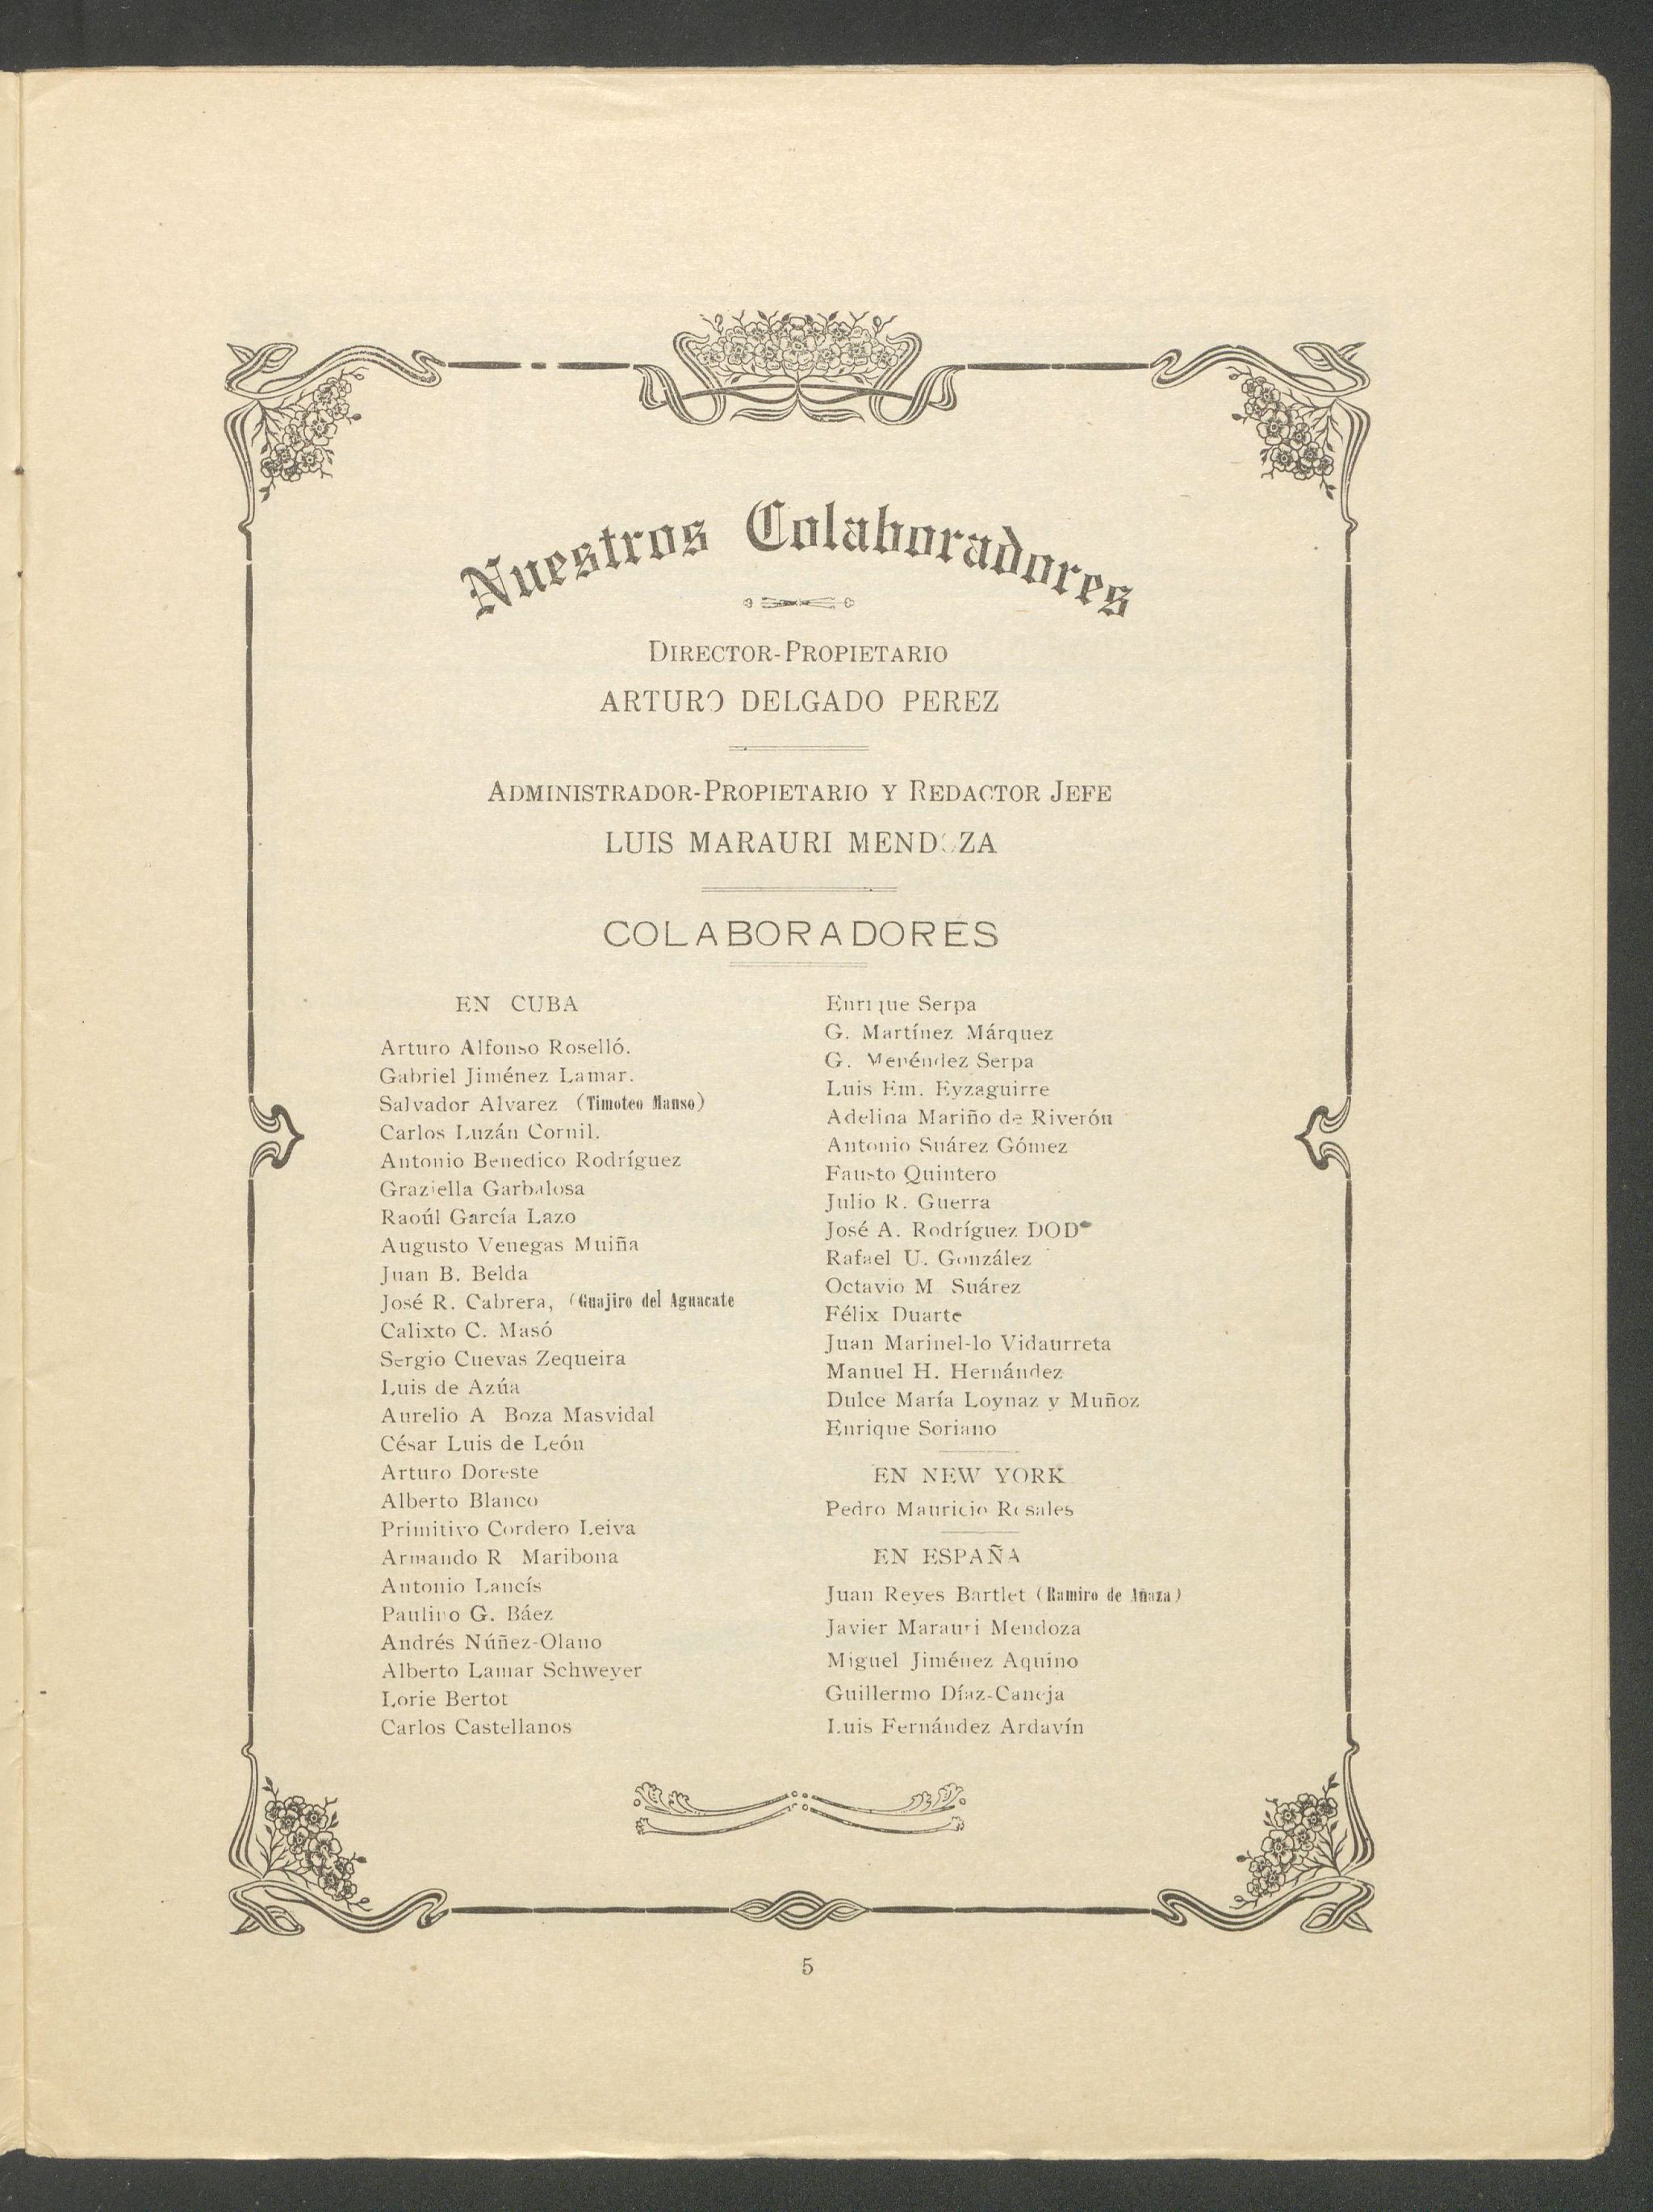 Nuestros Colaboradores
DIRECTOR-PROPIETARIO
ARTURO DELGADO PEREZ
ADMINISTRADOR-PROPIETARIO Y REDACTOR JEFE
LUIS MARAURI MENDOZA
COLABORADORES
EN CUBA
Arturo Alfonso Roselló.
Gabriel Jiménez Lamar.
Salvador Alvarez (Timoteo Manso)
Carlos Luzán Cornil.
Antonio Benedico Rodríguez
Graziella Garbalosa
Raoúl García Lazo
Augusto Venegas Muiña
Juan B. Belda
José R. Cabrera, (Guajiro del Aguacate
Calixto C. Masó
Sergio Cuevas Zequeira
Luis de Azúa
Aurelio A Boza Masvidal
César Luis de León
Arturo Doreste
Alberto Blanco
Primitivo Cordero Leiva
Armando R Maribona
Antonio Lancís
Paulino G. Báez
Andrés Núñez-Olano
Alberto Lamar Schweyer
Lorie Bertot
Carlos Castellanos
Enrique Serpa
G. Martínez Márquez
G. Menéndez Serpa
Luis Em. Eyzaguirre
Adelina Mariño de Riverón
Antonio Suárez Gómez
Fausto Quintero
Julio R. Guerra
José A. Rodríguez DOD
Rafael U. González
Octavio M Suárez
Félix Duarte
Juan Marinel-lo Vidaurreta
Manuel H. Hernández
Dulce María Loynaz y Muñoz
Enrique Soriano
EN NEW YORK
Pedro Mauricio Rosales
EN ESPAÑA
Juan Reyes Bartlet (Ramiro de Añaza)
Javier Marauri Mendoza
Miguel Jiménez Aquino
Guillermo Díaz-Caneja
Luis Fernández Ardavín
5